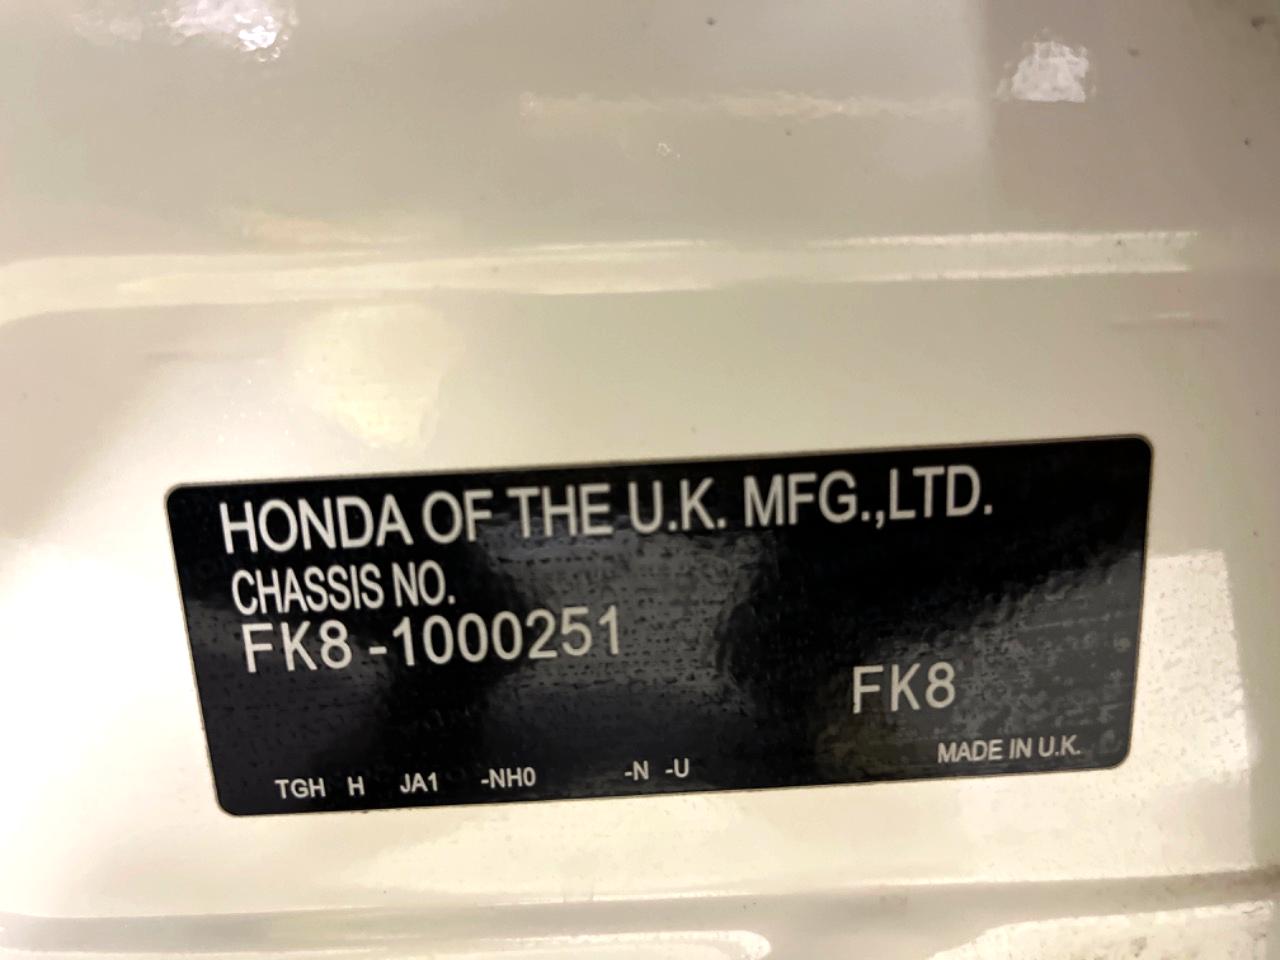 HONDA OF THE U.K. MFG.,LTD.
CHASSIS NO.
FK8-1000251
FK8
MADE IN U.K.
TGH H JA1 -NH0 -N -U